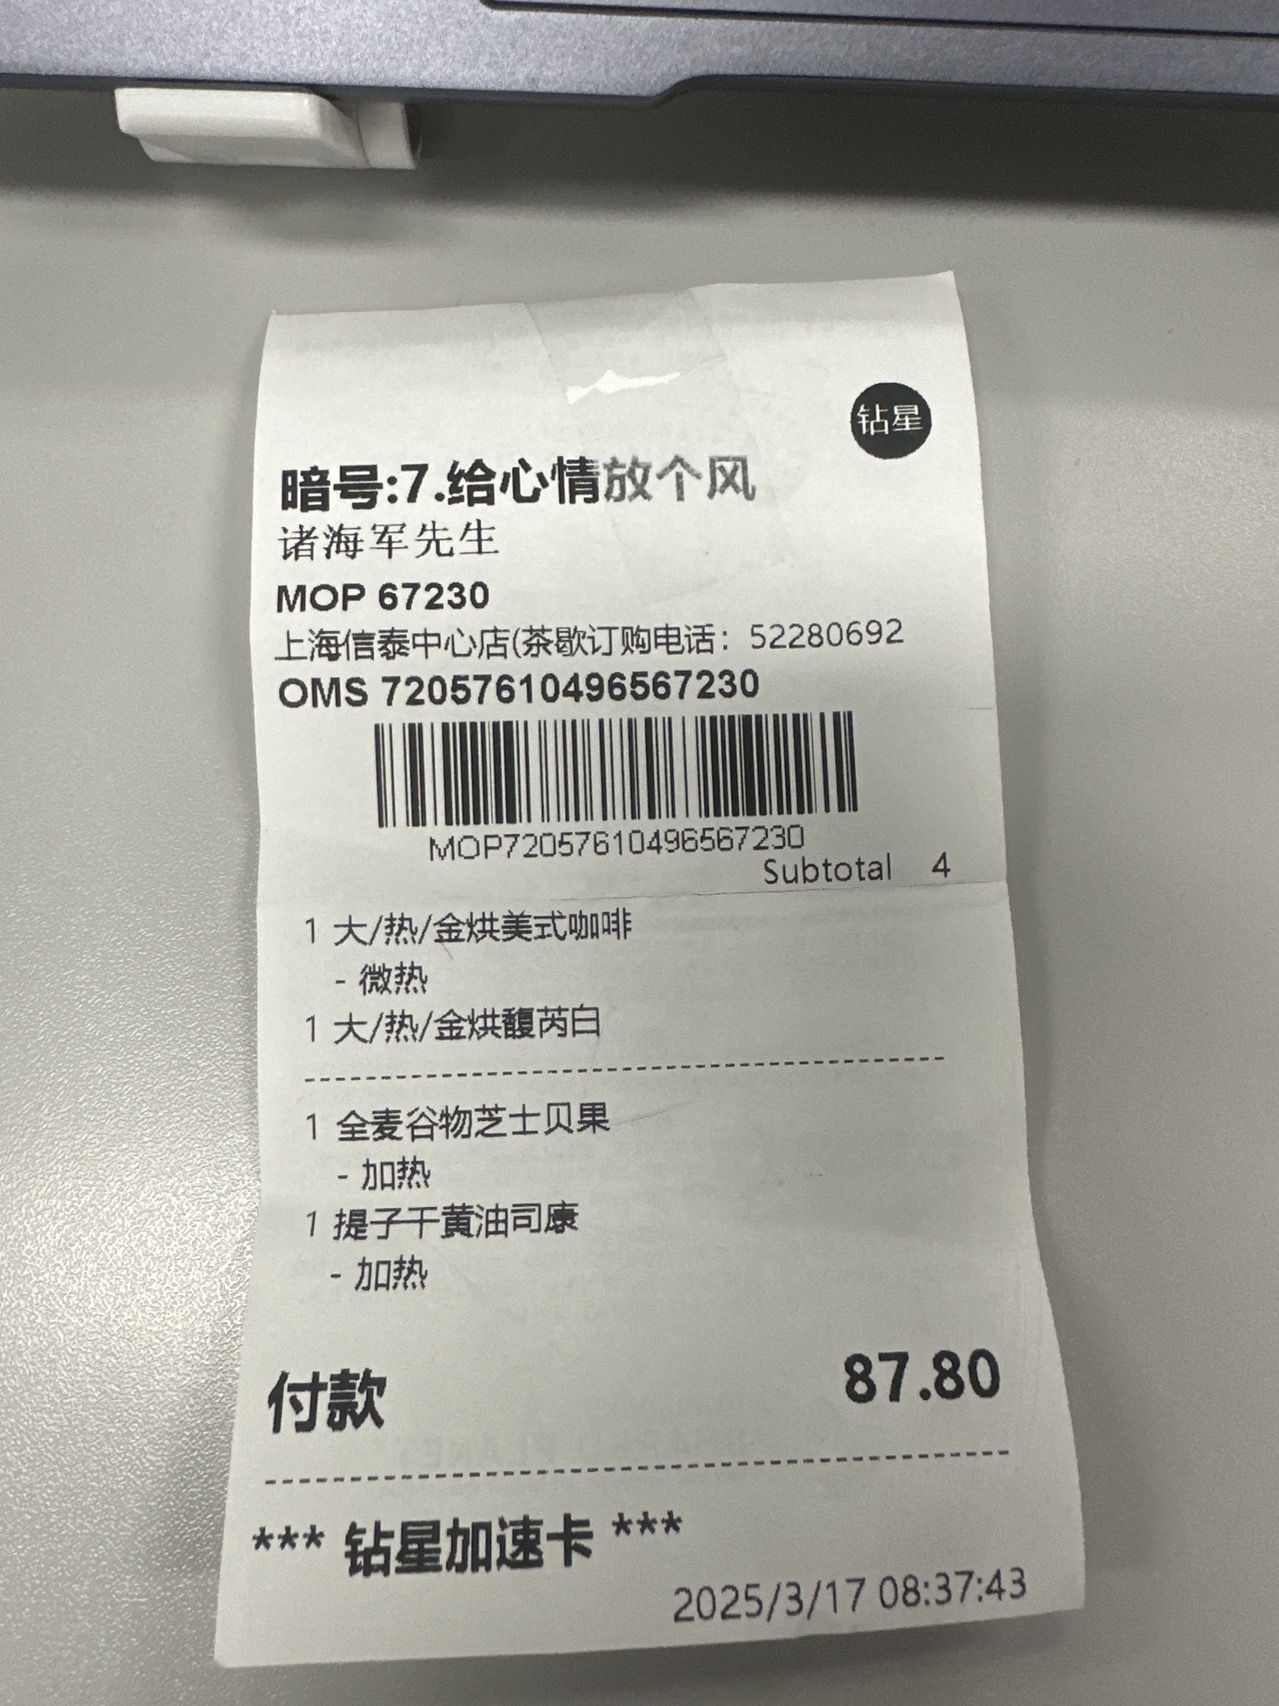 钻星
暗号:7.给心情放个风
诸海军先生
MOP 67230
上海信泰中心店(茶歇订购电话：52280692
OMS 72057610496567230
MOP72057610496567230
Subtotal 4
1 大/热/金烘美式咖啡
- 微热
1 大/热/金烘馥芮白
1 全麦谷物芝士贝果
- 加热
1 提子干黄油司康
- 加热
付款 87.80
*** 钻星加速卡 ***
2025/3/17 08:37:43